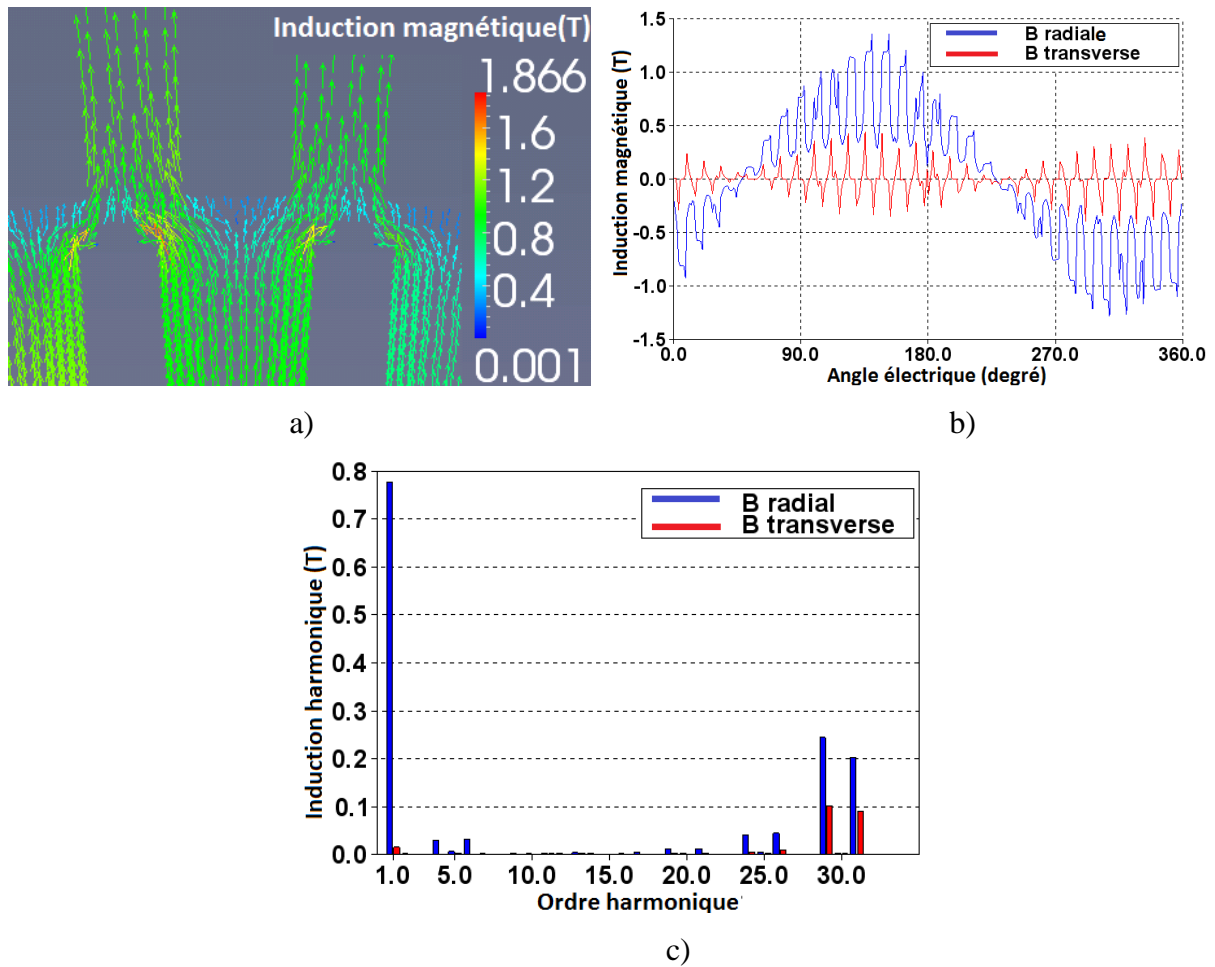 Induction magnétique(T)
1.866
1.6
1.2
0.8
0.4
0.001
a)
Induction magnétique (T)
1.5
1.0
0.5
0.0
-0.5
-1.0
-1.5
B radiale
B transverse
0.0 90.0 180.0 270.0 360.0
Angle électrique (degré)
b)
Induction harmonique (T)
0.8
0.7
0.6
0.5
0.4
0.3
0.2
0.1
0.0
B radial
B transverse
1.0 5.0 10.0 15.0 20.0 25.0 30.0
Ordre harmonique
c)